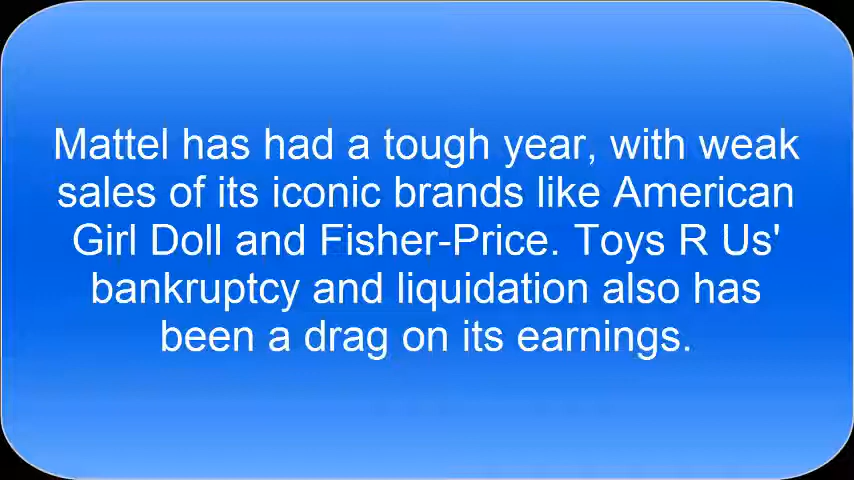 Mattel has had a tough year, with weak
sales of its iconic brands like American
Girl Doll and Fisher-Price. Toys R Us'
bankruptcy and liquidation also has
been a drag on its earnings.